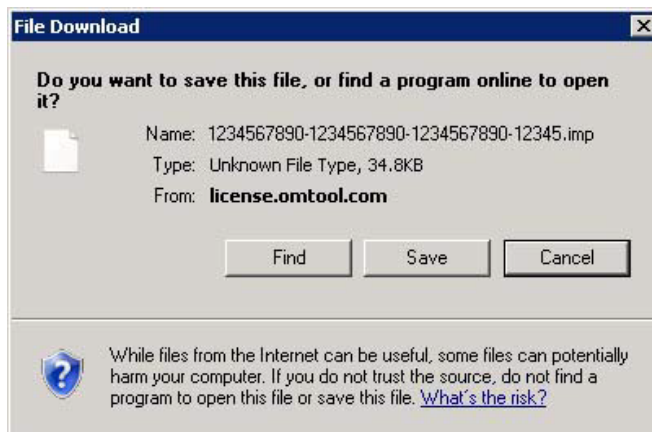 File Download
Do you want to save this file, or find a program online to open
it?
Name: 1234567890-1234567890-1234567890-12345.imp
Type: Unknown File Type, 34.8KB
From: license.omtool.com
Find Save Cancel
While files from the Internet can be useful, some files can potentially
harm your computer. If you do not trust the source, do not find a
program to open this file or save this file. What's the risk?